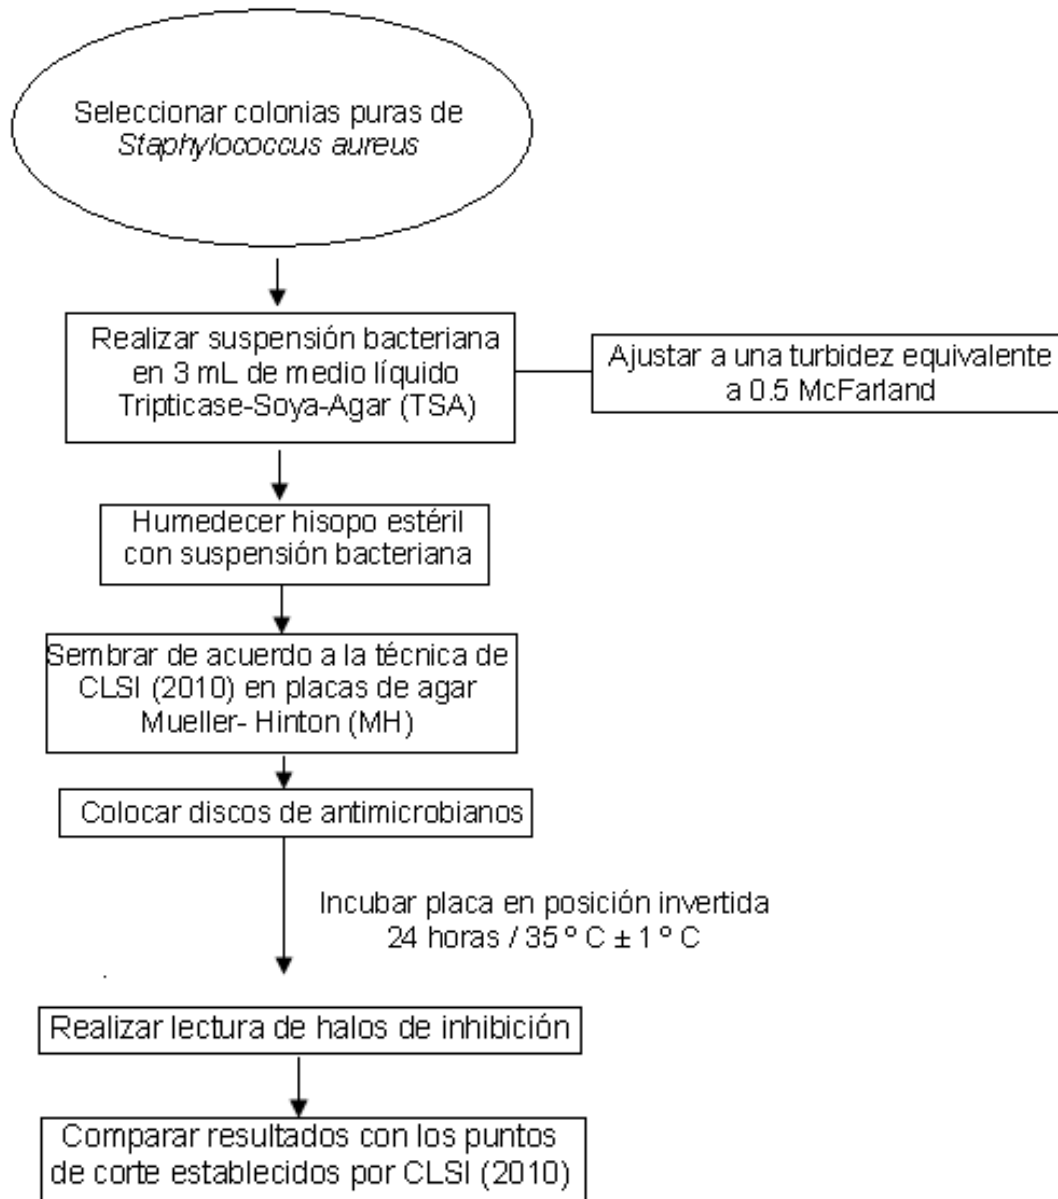 Seleccionar colonias puras de
Staphylococcus aureus
Realizar suspensión bacteriana
en 3 mL de medio líquido
Tripticase-Soya-Agar (TSA)
Ajustar a una turbidez equivalente
a 0.5 McFarland
Humedecer hisopo estéril
con suspensión bacteriana
Sembrar de acuerdo a la técnica de
CLSI (2010) en placas de agar
Mueller- Hinton (MH)
Colocar discos de antimicrobianos
Incubar placa en posición invertida
24 horas / 35 º C ± 1 º C
Realizar lectura de halos de inhibición
Comparar resultados con los puntos
de corte establecidos por CLSI (2010)